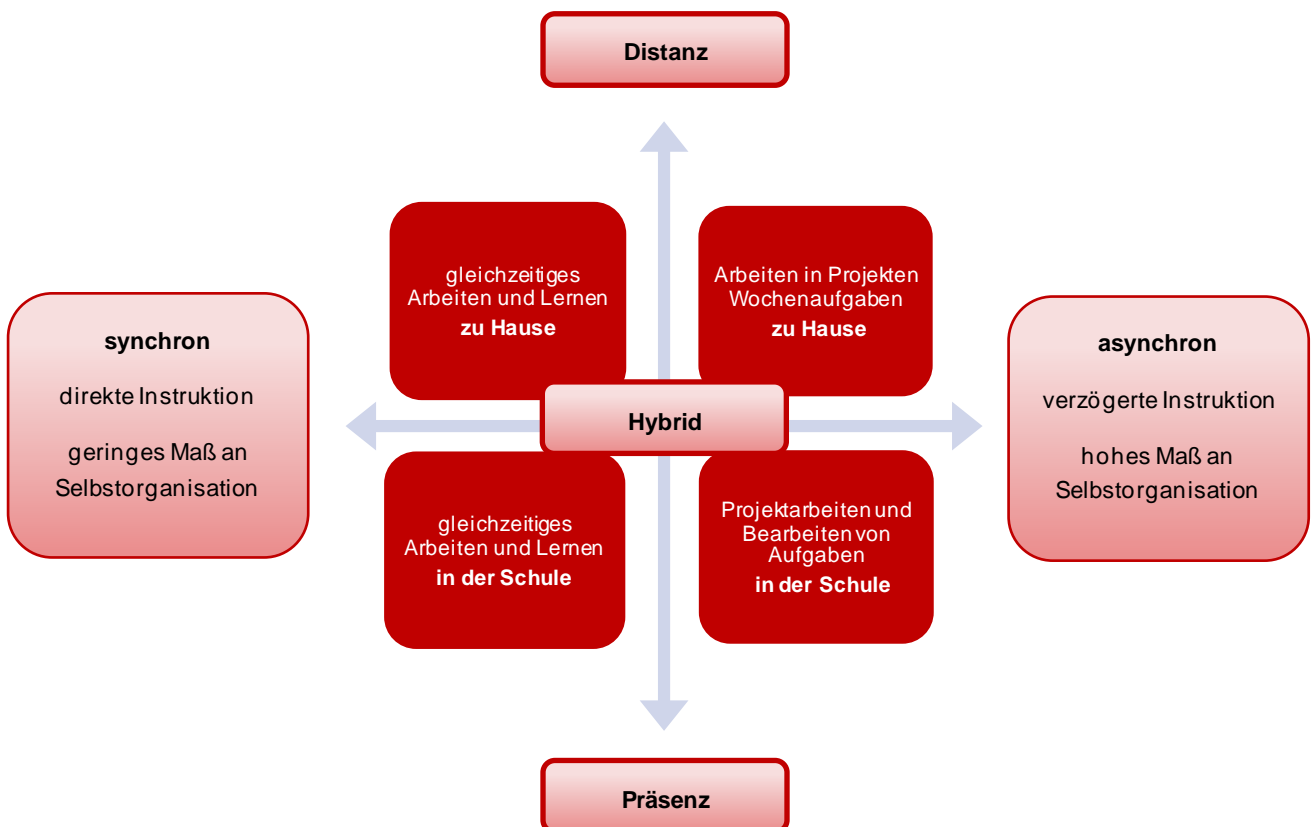 Distanz
gleichzeitiges
Arbeiten und Lernen
zu Hause
Arbeiten in Projekten
Wochenaufgaben
zu Hause
synchron
direkte Instruktion
geringes Maß an
Selbstorganisation
Hybrid
asynchron
verzögerte Instruktion
hohes Maß an
Selbstorganisation
gleichzeitiges
Arbeiten und Lernen
in der Schule
Projektarbeiten und
Bearbeiten von
Aufgaben
in der Schule
Präsenz